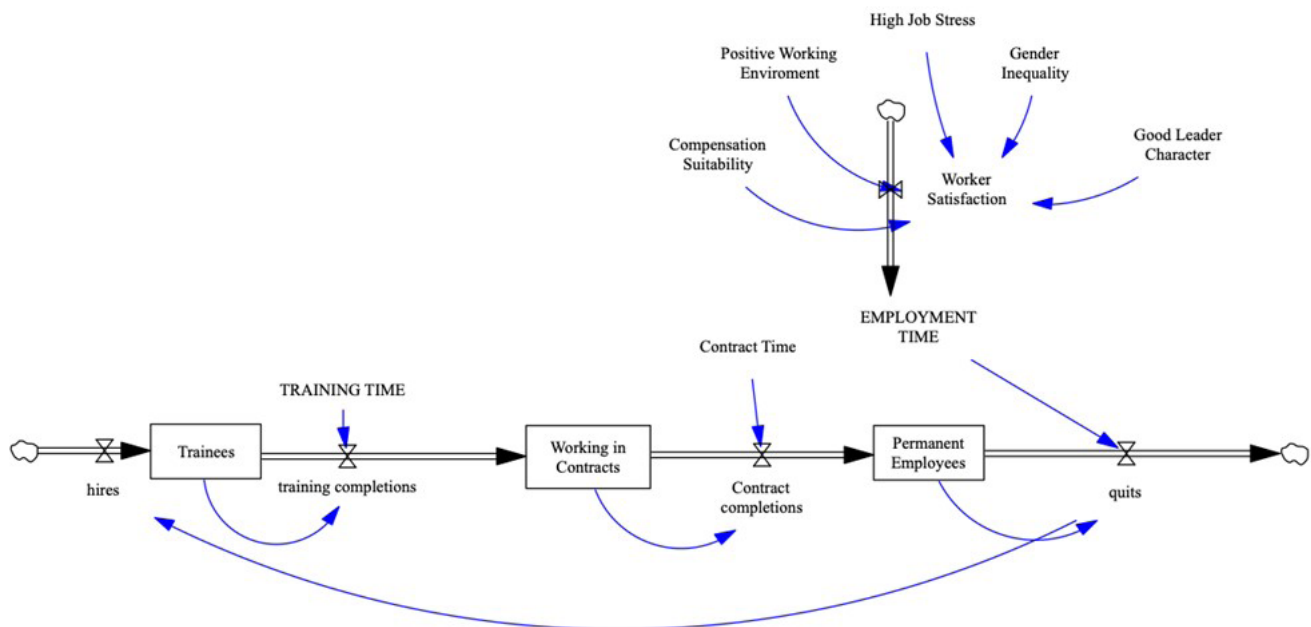 High Job Stress
Positive Working
Enviroment
Gender
Inequality
Compensation
Suitability
Good Leader
Character
Worker
Satisfaction
EMPLOYMENT
TIME
Contract Time
TRAINING TIME
Trainees
Working in
Contracts
Permanent
Employees
hires
training completions
Contract
completions
quits